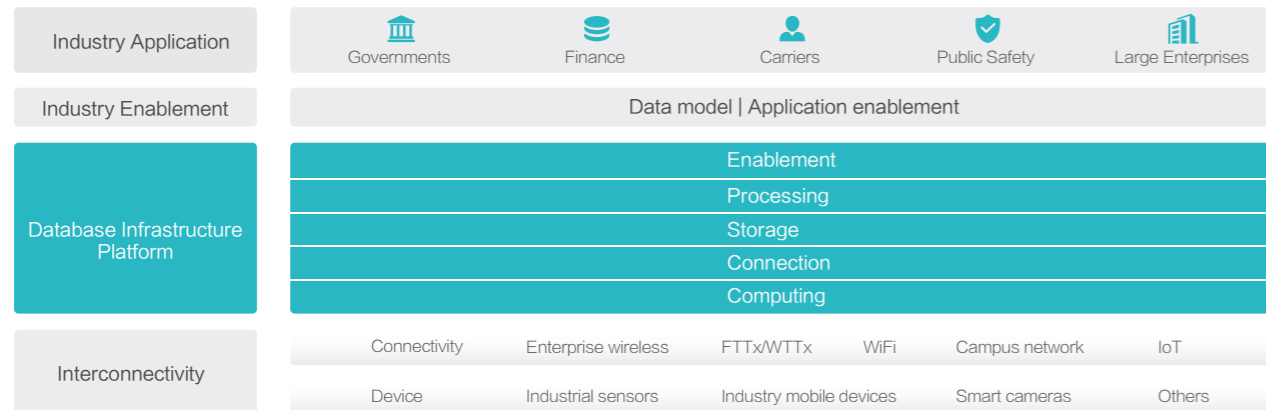 Industry Application
Governments Finance Carriers Public Safety Large Enterprises
Industry Enablement
Data model | Application enablement
Database Infrastructure
Platform
Enablement
Processing
Storage
Connection
Computing
Interconnectivity
Connectivity Enterprise wireless FTTx/WTTx WiFi Campus network IoT
Device Industrial sensors Industry mobile devices Smart cameras Others